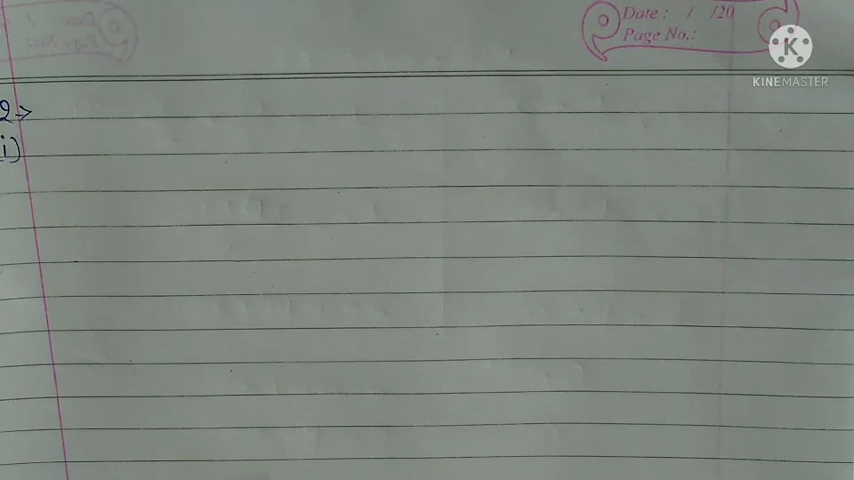 Date : / /20
Page No.:
KINEMASTER
2>
i)